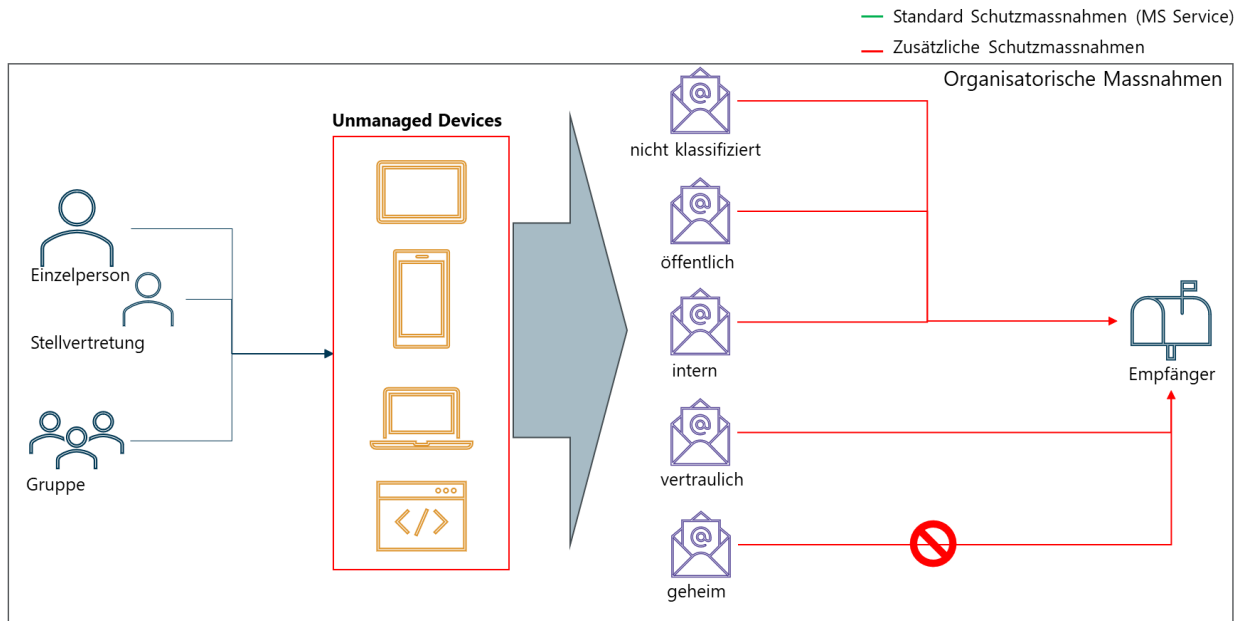 Standard Schutzmassnahmen (MS Service)
Zusätzliche Schutzmassnahmen
Organisatorische Massnahmen
Unmanaged Devices
Einzelperson
Stellvertretung
Gruppe
</>
@
nicht klassifiziert
@
öffentlich
@
intern
@
vertraulich
@
geheim
Empfänger